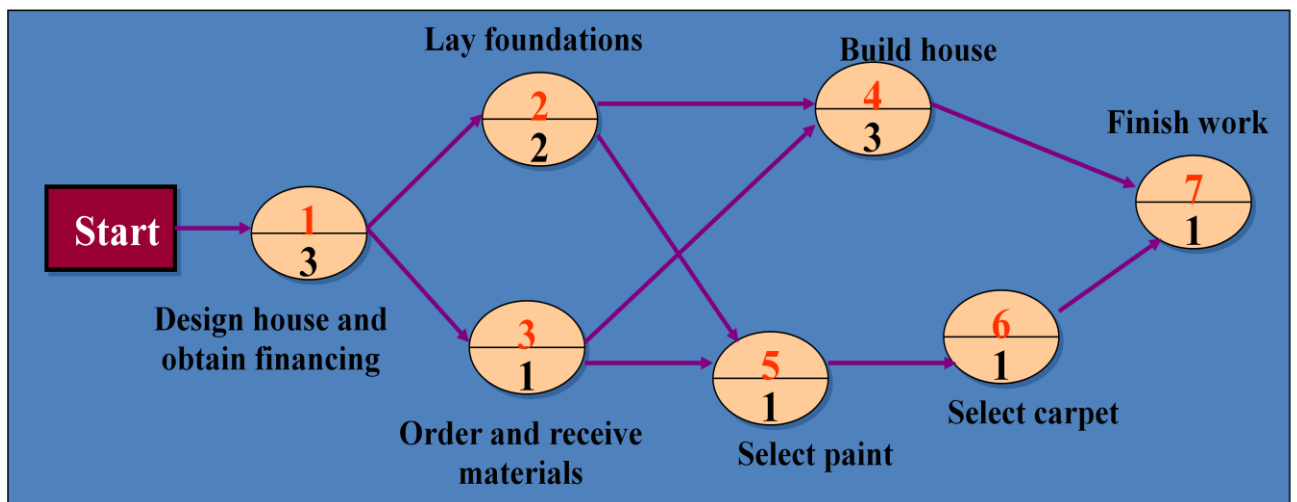 Lay foundations
Build house
Finish work
2
2
4
3
7
1
Start
1
3
Design house and
obtain financing
3
1
Order and receive
materials
5
1
Select paint
6
1
Select carpet